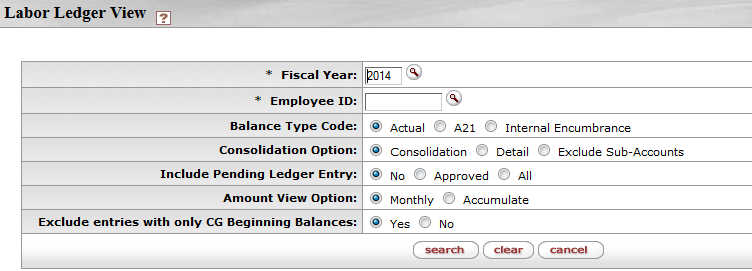 Labor Ledger View ?
* Fiscal Year: 2014
* Employee ID:
Balance Type Code: Actual A21 Internal Encumbrance
Consolidation Option: Consolidation Detail Exclude Sub-Accounts
Include Pending Ledger Entry: No Approved All
Amount View Option: Monthly Accumulate
Exclude entries with only CG Beginning Balances: Yes No
search clear cancel